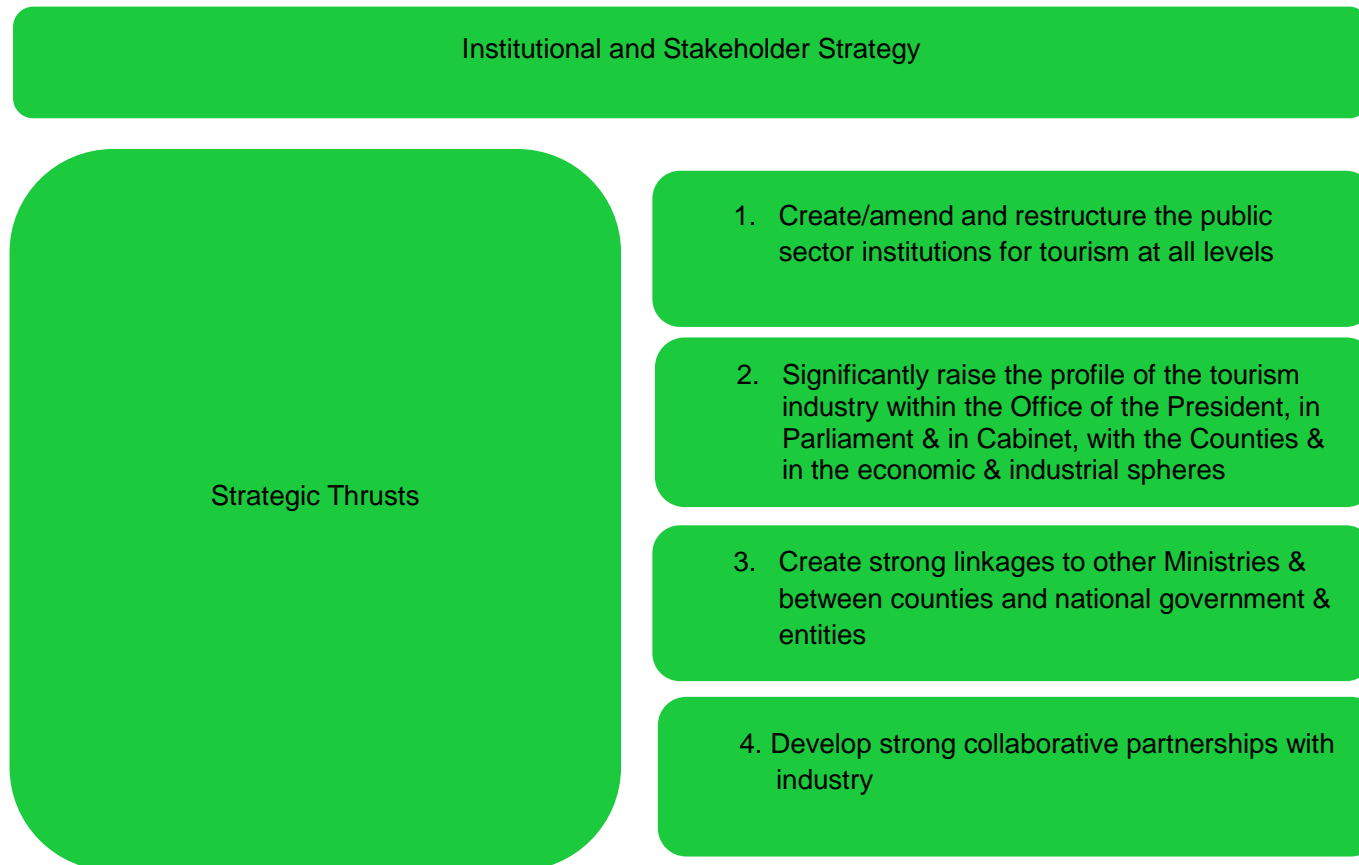 Institutional and Stakeholder Strategy
Strategic Thrusts
1. Create/amend and restructure the public
sector institutions for tourism at all levels
2. Significantly raise the profile of the tourism
industry within the Office of the President, in
Parliament & in Cabinet, with the Counties &
in the economic & industrial spheres
3. Create strong linkages to other Ministries &
between counties and national government &
entities
4. Develop strong collaborative partnerships with
industry